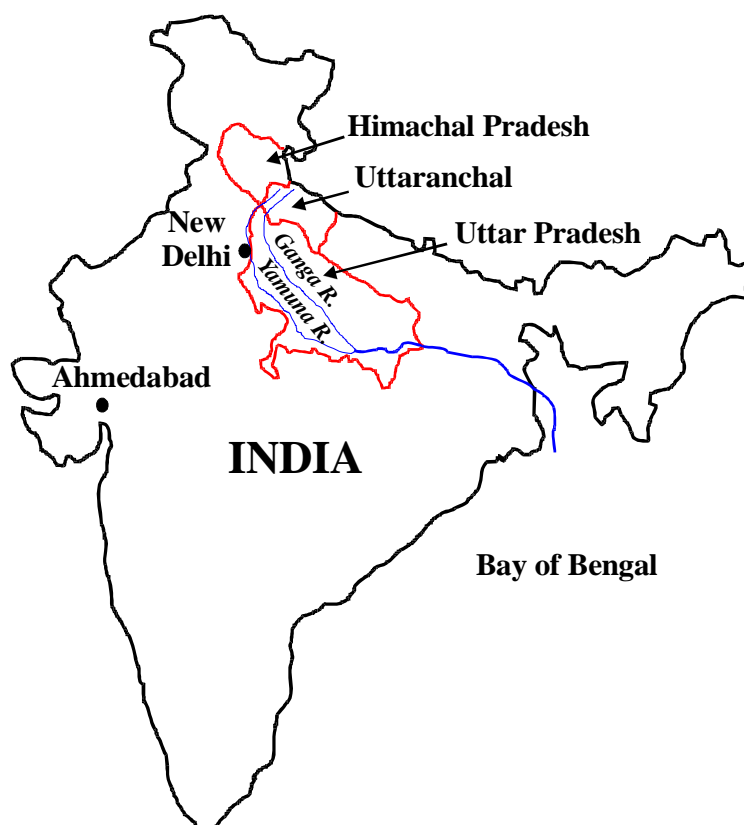 Himachal Pradesh
Uttaranchal
New
Delhi
Uttar Pradesh
Ganga R.
Yamuna R.
Ahmedabad
INDIA
Bay of Bengal